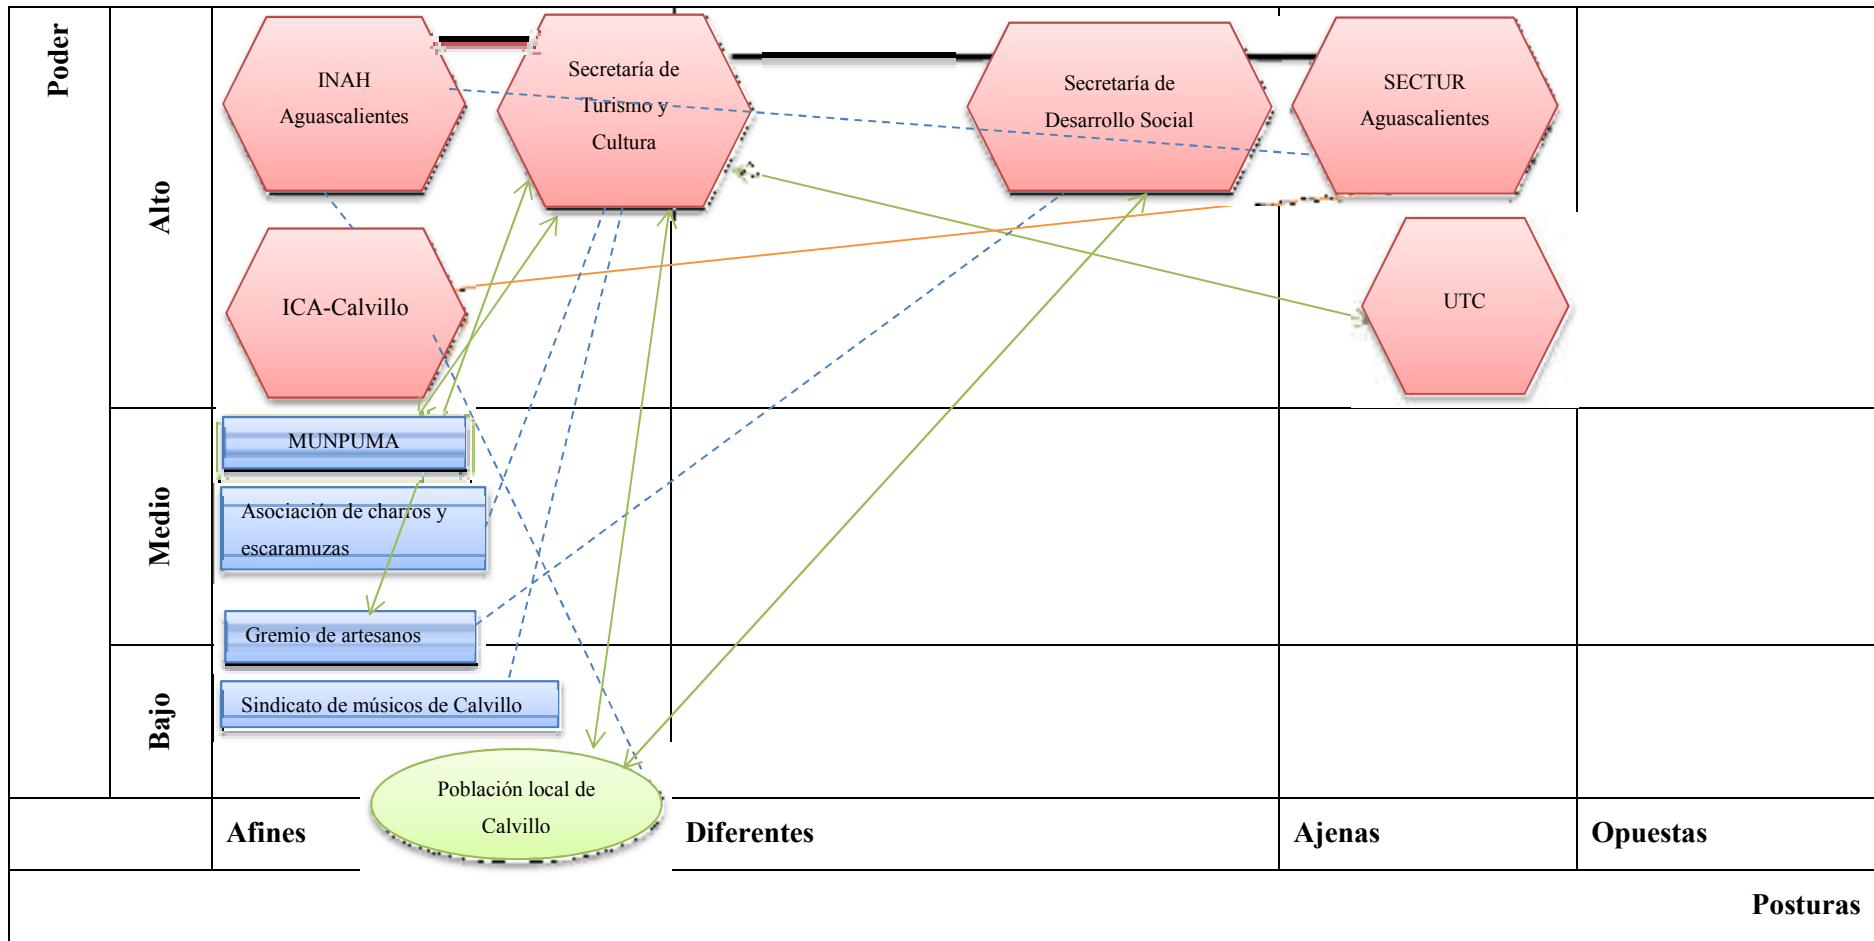 Poder
Alto
INAH
Aguascalientes
Secretaría de
Turismo y
Cultura
Secretaría de
Desarrollo Social
SECTUR
Aguascalientes
ICA-Calvillo
UTC
Medio
MUNPUMA
Asociación de charros y
escaramuzas
Gremio de artesanos
Bajo
Sindicato de músicos de Calvillo
Población local de
Calvillo
Afines
Diferentes
Ajenas
Opuestas
Posturas